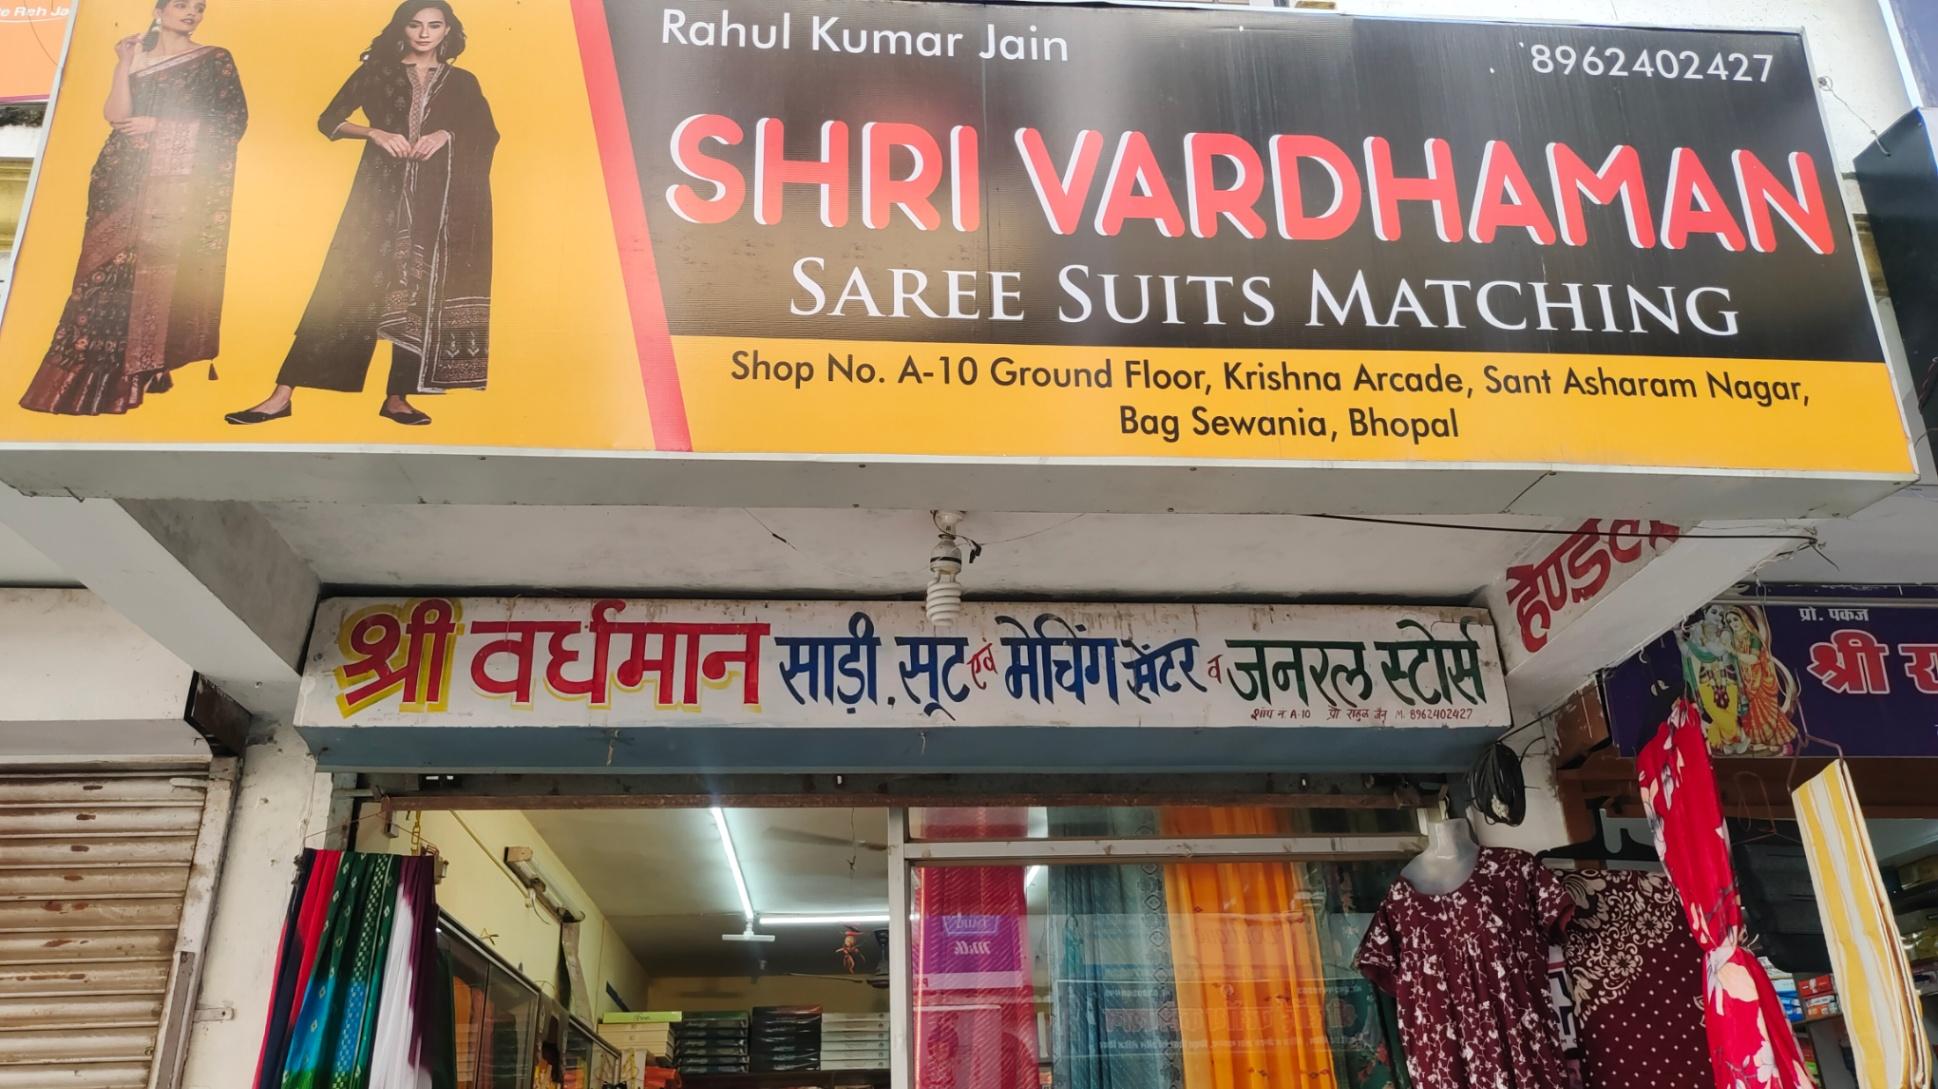 Rahul Kumar Jain 8962402427
SHRI VARDHAMAN
SAREE SUITS MATCHING
Shop No. A-10 Ground Floor, Krishna Arcade, Sant Asharam Nagar,
Bag Sewania, Bhopal
हैण्डलूम
श्री वर्धमान साड़ी, सूट एवं मेचिंग सेंटर व जनरल स्टोर्स
शॉप न A-10 प्रो राहुल जैन M. 8962402427
प्रो. पंकज
श्री